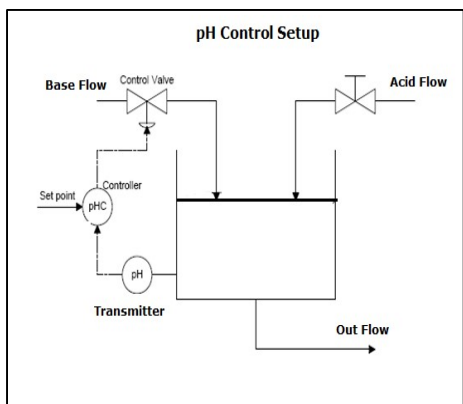 pH Control Setup
Control Valve
Base Flow
Acid Flow
Controller
Set point
pHC
pH
Transmitter
Out Flow